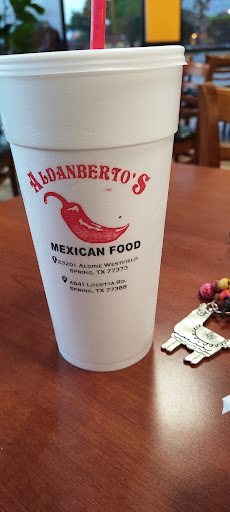 ALDANBERTO'S
MEXICAN FOOD
23201 ALDINE WESTFIELD
SPRING, TX 77373
4841 LOUETTA RD.
SPRING, TX 77388